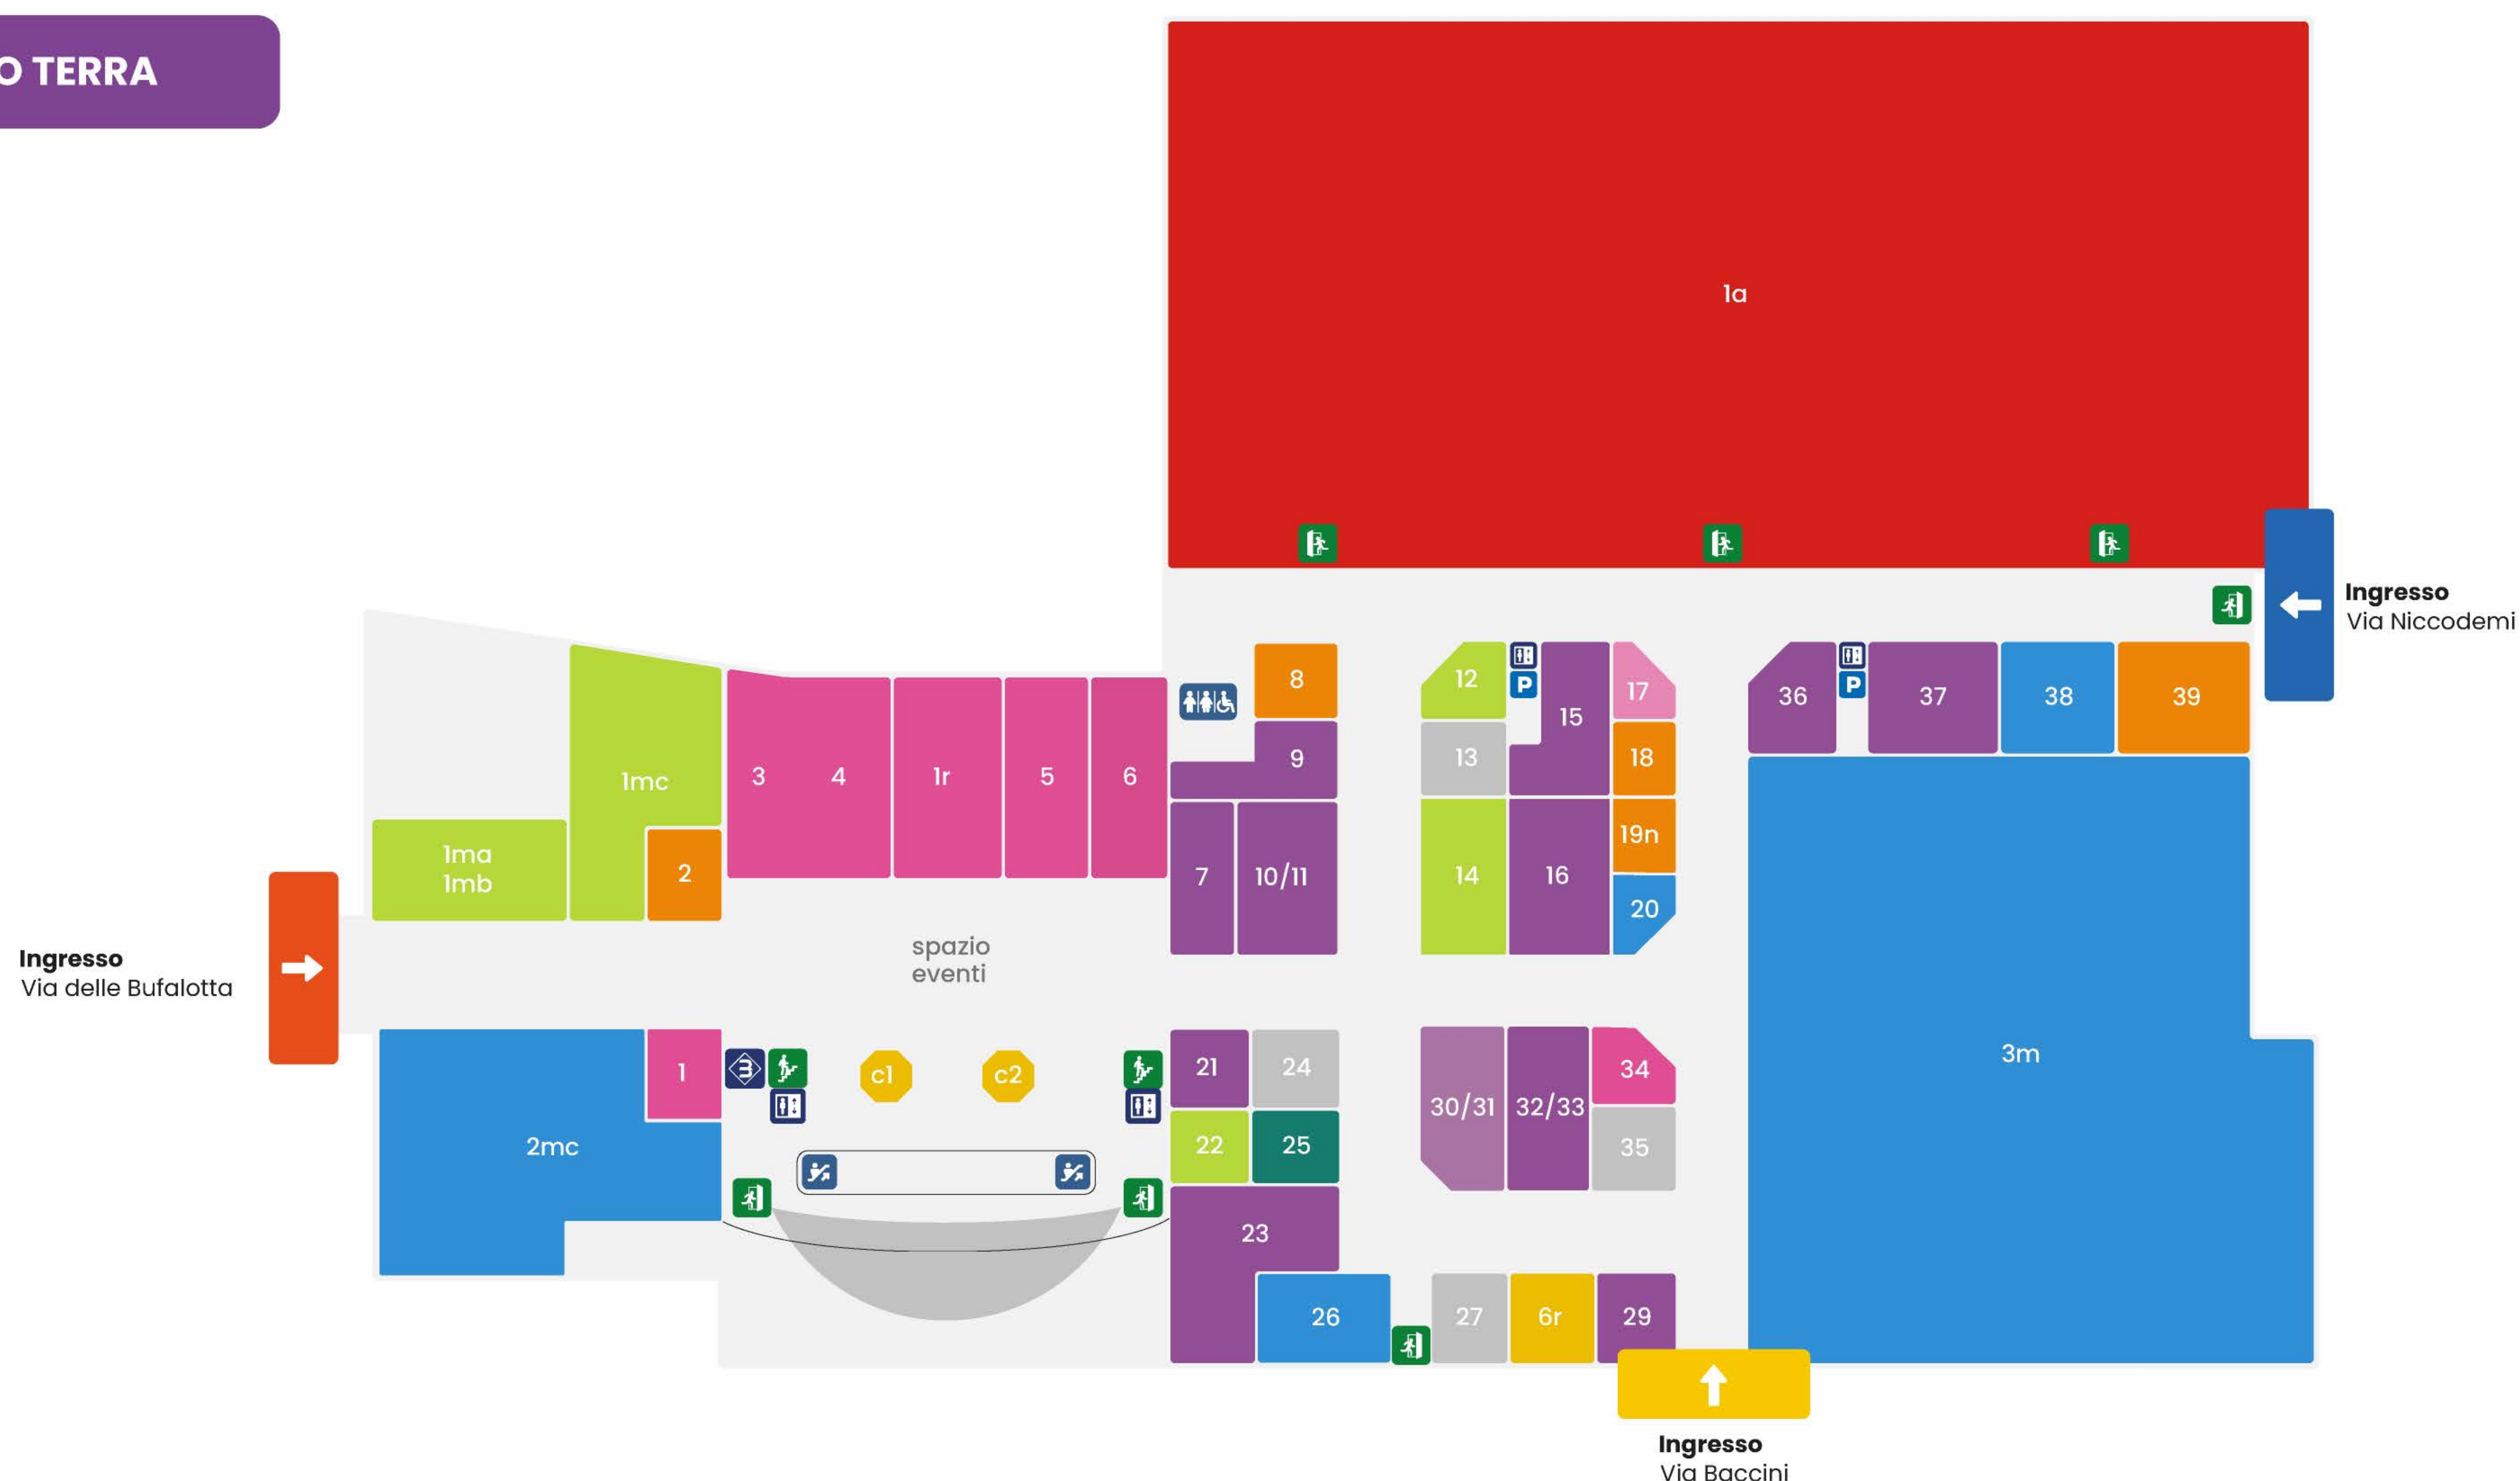 O TERRA
1a
Ingresso
Via Niccodemi
8
12
P
17
15
36
P
37
38
39
9
13
18
3
4
1r
5
6
1mc
1ma
1mb
2
7
10/11
14
16
19n
20
spazio
eventi
Ingresso
Via delle Bufalotta
1
3
c1
c2
21
24
34
3m
30/31
32/33
2mc
22
25
35
23
26
27
6r
29
Ingresso
Via Baccini